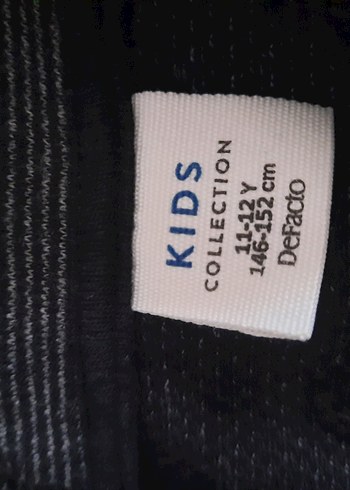 KIDS
COLLECTION
11-12 Y
146-152 cm
DeFacto